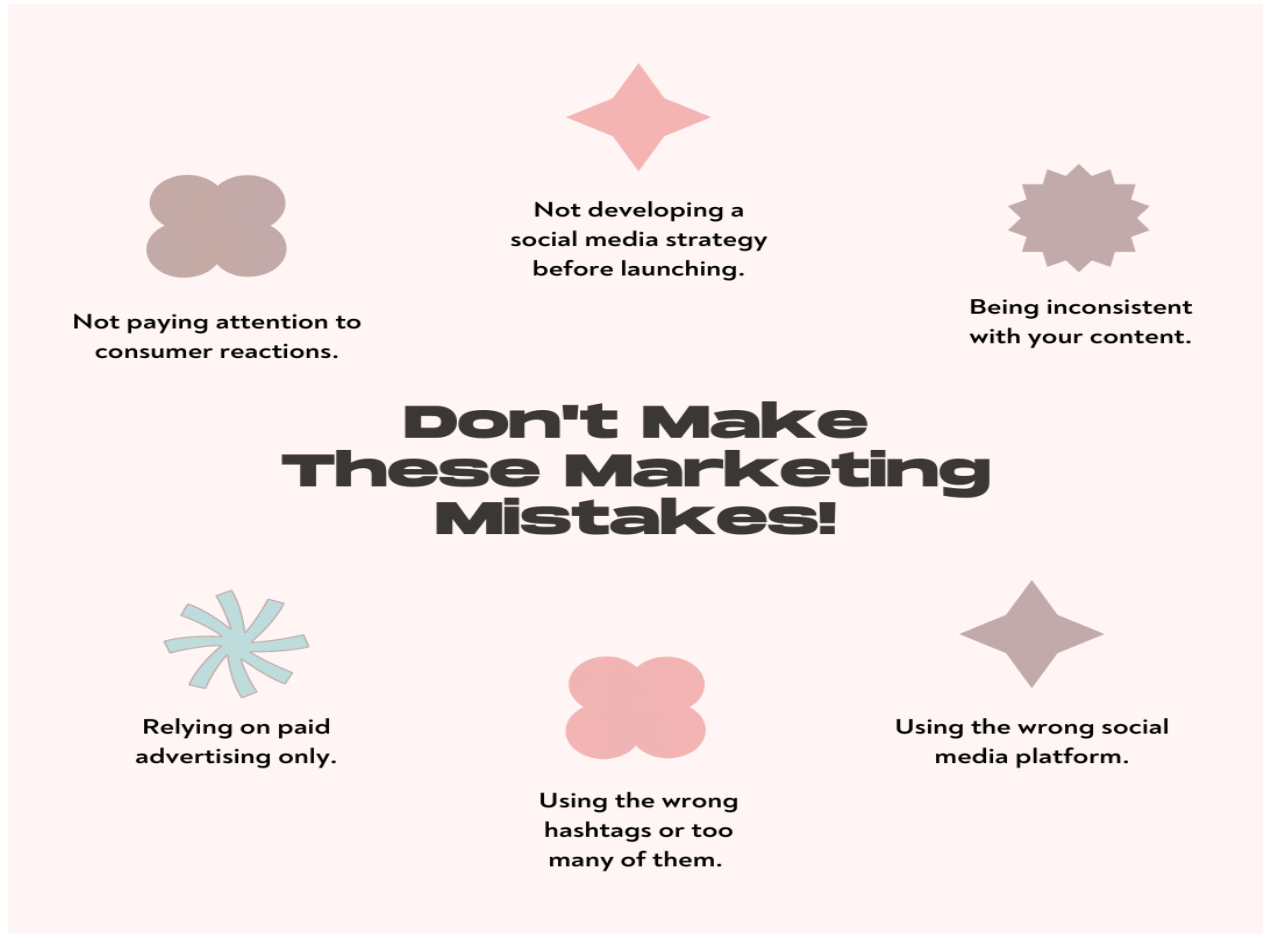 Not developing a
social media strategy
before launching.
Not paying attention to
consumer reactions.
Being inconsistent
with your content.
Don't Make
These Marketing
Mistakes!
Relying on paid
advertising only.
Using the wrong
hashtags or too
many of them.
Using the wrong social
media platform.